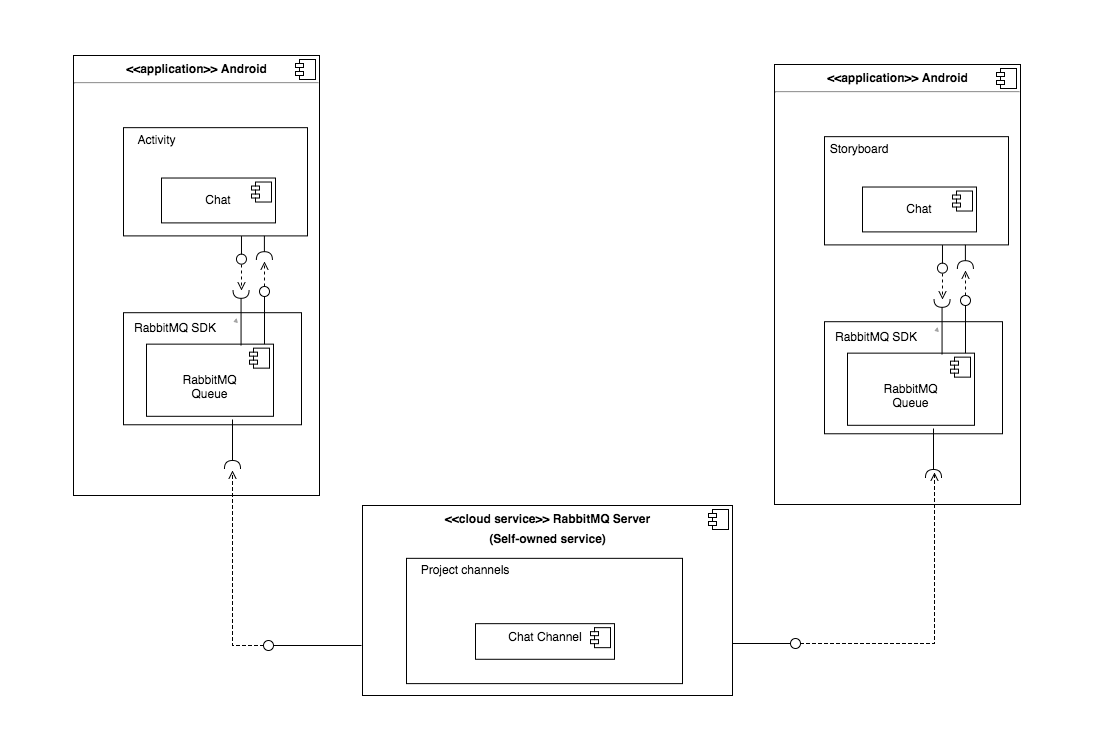 <<application>> Android
Activity
Chat
RabbitMQ SDK
RabbitMQ
Queue
<<application>> Android
Storyboard
Chat
RabbitMQ SDK
RabbitMQ
Queue
<<cloud service>> RabbitMQ Server
(Self-owned service)
Project channels
Chat Channel